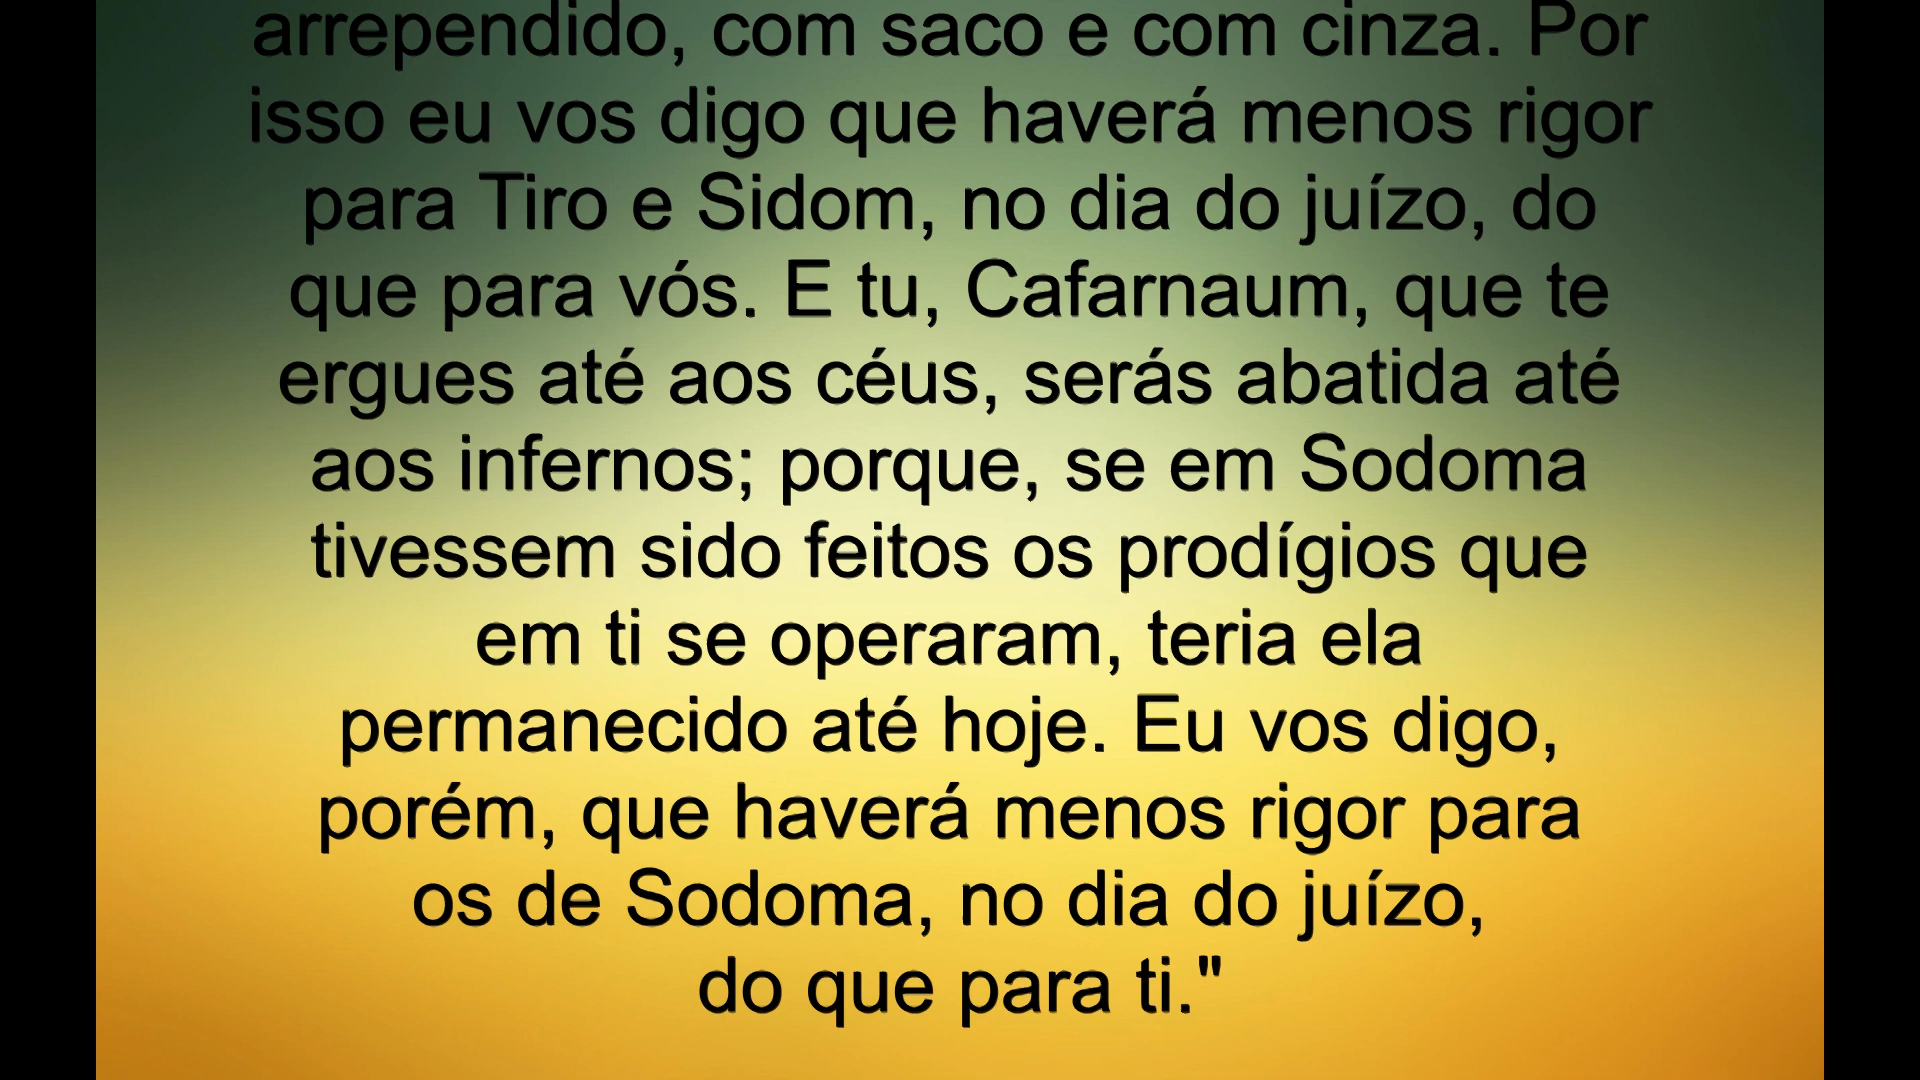 arrependido, com saco e com cinza. Por
isso eu vos digo que haverá menos rigor
para Tiro e Sidom, no dia do juízo, do
que para vós. E tu, Cafarnaum, que te
ergues até aos céus, serás abatida até
aos infernos; porque, se em Sodoma
tivessem sido feitos os prodígios que
em ti se operaram, teria ela
permanecido até hoje. Eu vos digo,
porém, que haverá menos rigor para
os de Sodoma, no dia do juízo,
do que para ti."